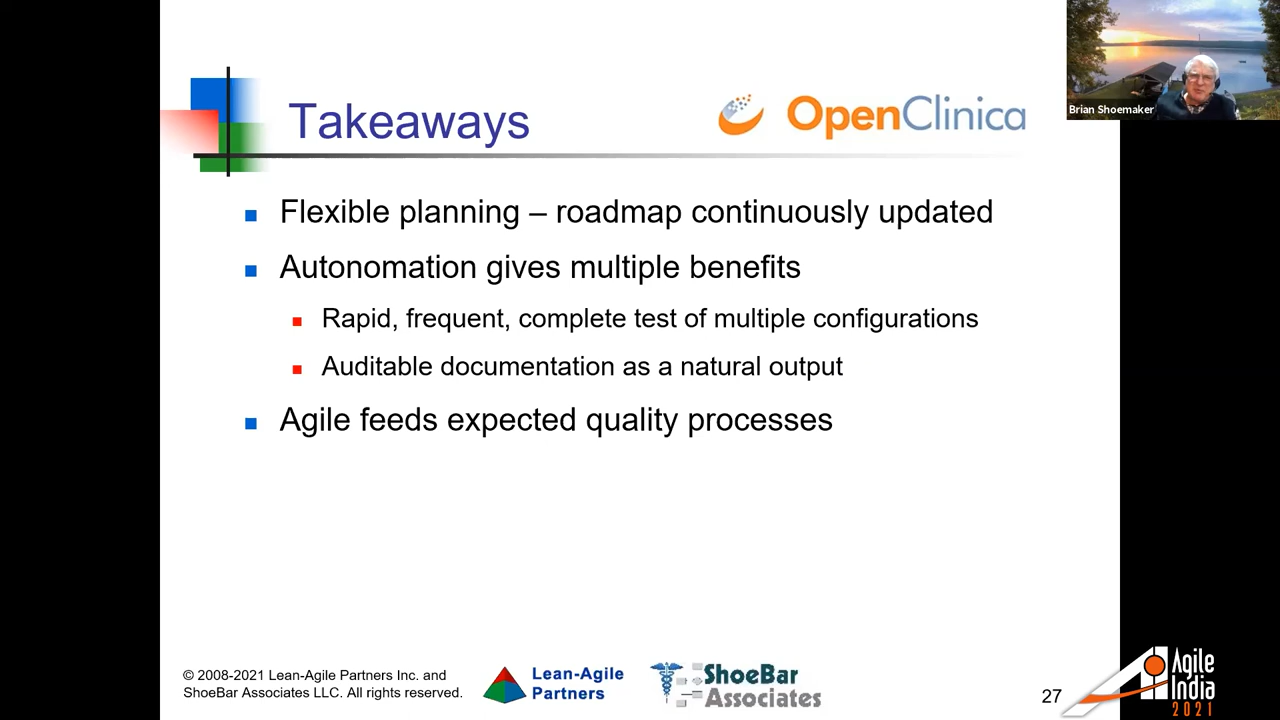 Takeaways
OpenClinica
Brian Shoemaker
Flexible planning – roadmap continuously updated
Autonomation gives multiple benefits
Rapid, frequent, complete test of multiple configurations
Auditable documentation as a natural output
Agile feeds expected quality processes
© 2008-2021 Lean-Agile Partners Inc. and
ShoeBar Associates LLC. All rights reserved.
Lean-Agile
Partners
ShoeBar
Associates
27
Agile
India
2021